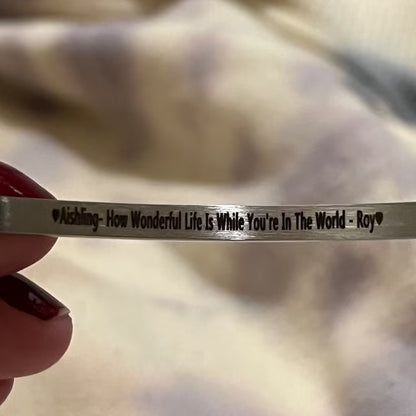 ♥Aishling- How Wonderful Life Is While You're In The World - Roy♥